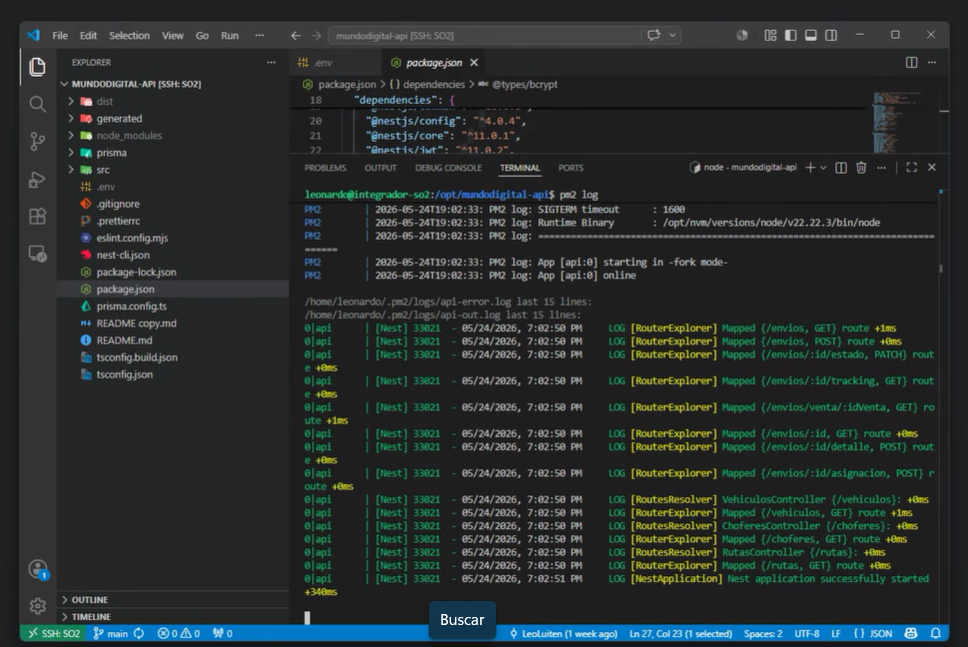 File Edit Selection View Go Run ··· mundodigital-api [SSH: SO2]
EXPLORER ···
MUNDODIGITAL-API [SSH: SO2]
dist
generated
node_modules
prisma
src
.env
.gitignore
.prettierrc
eslint.config.mjs
nest-cli.json
package-lock.json
package.json
prisma.config.ts
README copy.md
README.md
tsconfig.build.json
tsconfig.json
OUTLINE
TIMELINE
.env package.json
package.json > { } dependencies > abc @types/bcrypt
18 "dependencies": {
20 "@nestjs/config": "^4.0.4",
21 "@nestjs/core": "^11.0.1",
22 "@nestjs/jwt": "^11.0.2",
PROBLEMS OUTPUT DEBUG CONSOLE TERMINAL PORTS node - mundodigital-api
leonardo@integrador-so2:/opt/mundodigital-api$ pm2 log
PM2 | 2026-05-24T19:02:33: PM2 log: SIGTERM timeout : 1600
PM2 | 2026-05-24T19:02:33: PM2 log: Runtime Binary : /opt/nvm/versions/node/v22.22.3/bin/node
PM2 | 2026-05-24T19:02:33: PM2 log: ===============================================================================
======
PM2 | 2026-05-24T19:02:33: PM2 log: App [api:0] starting in -fork mode-
PM2 | 2026-05-24T19:02:33: PM2 log: App [api:0] online
/home/leonardo/.pm2/logs/api-error.log last 15 lines:
/home/leonardo/.pm2/logs/api-out.log last 15 lines:
0|api | [Nest] 33021 - 05/24/2026, 7:02:50 PM LOG [RouterExplorer] Mapped {/envios, GET} route +1ms
0|api | [Nest] 33021 - 05/24/2026, 7:02:50 PM LOG [RouterExplorer] Mapped {/envios, POST} route +0ms
0|api | [Nest] 33021 - 05/24/2026, 7:02:50 PM LOG [RouterExplorer] Mapped {/envios/:id/estado, PATCH} rout
e +0ms
0|api | [Nest] 33021 - 05/24/2026, 7:02:50 PM LOG [RouterExplorer] Mapped {/envios/:id/tracking, GET} rout
e +0ms
0|api | [Nest] 33021 - 05/24/2026, 7:02:50 PM LOG [RouterExplorer] Mapped {/envios/venta/:idVenta, GET} ro
ute +1ms
0|api | [Nest] 33021 - 05/24/2026, 7:02:50 PM LOG [RouterExplorer] Mapped {/envios/:id, GET} route +0ms
0|api | [Nest] 33021 - 05/24/2026, 7:02:50 PM LOG [RouterExplorer] Mapped {/envios/:id/detalle, POST} rout
e +0ms
0|api | [Nest] 33021 - 05/24/2026, 7:02:50 PM LOG [RouterExplorer] Mapped {/envios/:id/asignacion, POST} r
oute +0ms
0|api | [Nest] 33021 - 05/24/2026, 7:02:50 PM LOG [RoutesResolver] VehiculosController {/vehiculos}: +0ms
0|api | [Nest] 33021 - 05/24/2026, 7:02:50 PM LOG [RouterExplorer] Mapped {/vehiculos, GET} route +1ms
0|api | [Nest] 33021 - 05/24/2026, 7:02:50 PM LOG [RoutesResolver] ChoferesController {/choferes}: +0ms
0|api | [Nest] 33021 - 05/24/2026, 7:02:50 PM LOG [RouterExplorer] Mapped {/choferes, GET} route +0ms
0|api | [Nest] 33021 - 05/24/2026, 7:02:50 PM LOG [RoutesResolver] RutasController {/rutas}: +0ms
0|api | [Nest] 33021 - 05/24/2026, 7:02:50 PM LOG [RouterExplorer] Mapped {/rutas, GET} route +0ms
0|api | [Nest] 33021 - 05/24/2026, 7:02:51 PM LOG [NestApplication] Nest application successfully started
+340ms
Buscar
SSH: SO2 main 0 0 0 LeoLuiten (1 week ago) Ln 27, Col 23 (1 selected) Spaces: 2 UTF-8 LF { } JSON